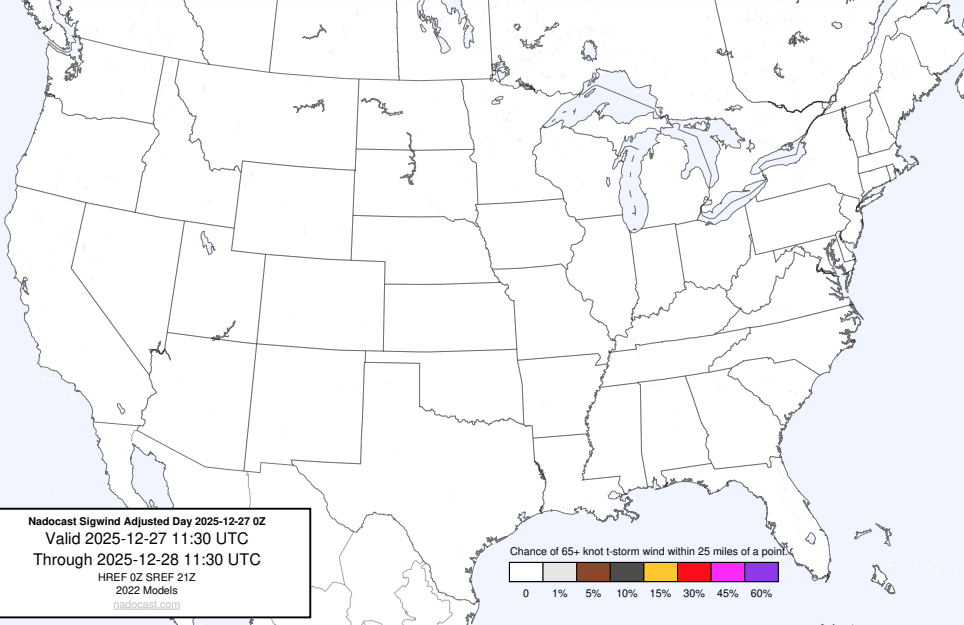 Nadocast Sigwind Adjusted Day 2025-12-27 0Z
Valid 2025-12-27 11:30 UTC
Through 2025-12-28 11:30 UTC
HREF 0Z SREF 21Z
2022 Models
nadocast.com
Chance of 65+ knot t-storm wind within 25 miles of a point.
0 1% 5% 10% 15% 30% 45% 60%